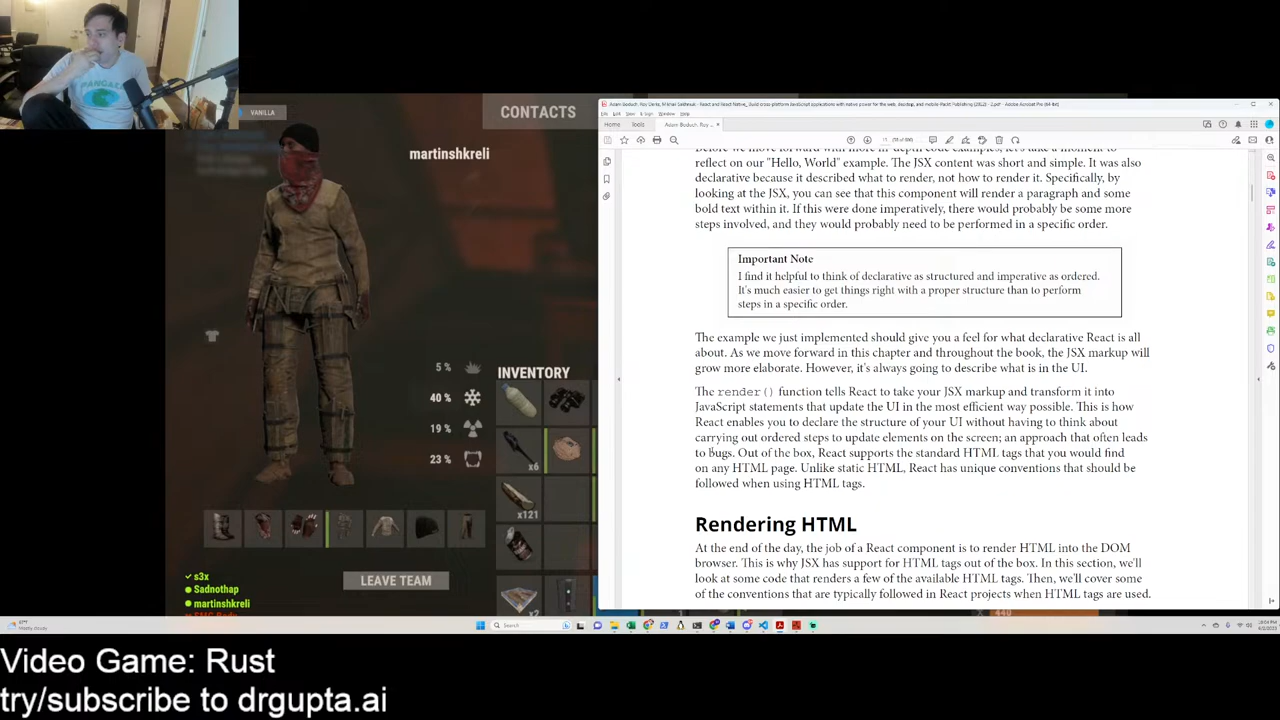 VANILLA
CONTACTS
martinshkreli
5 %
40 %
19 %
23 %
INVENTORY
x6
x121
x2
LEAVE TEAM
s3x
Sadnothap
martinshkreli
Home Tools
reflect on our "Hello, World" example. The JSX content was short and simple. It was also
declarative because it described what to render, not how to render it. Specifically, by
looking at the JSX, you can see that this component will render a paragraph and some
bold text within it. If this were done imperatively, there would probably be some more
steps involved, and they would probably need to be performed in a specific order.
Important Note
I find it helpful to think of declarative as structured and imperative as ordered.
It's much easier to get things right with a proper structure than to perform
steps in a specific order.
The example we just implemented should give you a feel for what declarative React is all
about. As we move forward in this chapter and throughout the book, the JSX markup will
grow more elaborate. However, it's always going to describe what is in the UI.
The render() function tells React to take your JSX markup and transform it into
JavaScript statements that update the UI in the most efficient way possible. This is how
React enables you to declare the structure of your UI without having to think about
carrying out ordered steps to update elements on the screen; an approach that often leads
to bugs. Out of the box, React supports the standard HTML tags that you would find
on any HTML page. Unlike static HTML, React has unique conventions that should be
followed when using HTML tags.
Rendering HTML
At the end of the day, the job of a React component is to render HTML into the DOM
browser. This is why JSX has support for HTML tags out of the box. In this section, we'll
look at some code that renders a few of the available HTML tags. Then, we'll cover some
of the conventions that are typically followed in React projects when HTML tags are used.
Search
Video Game: Rust
try/subscribe to drgupta.ai